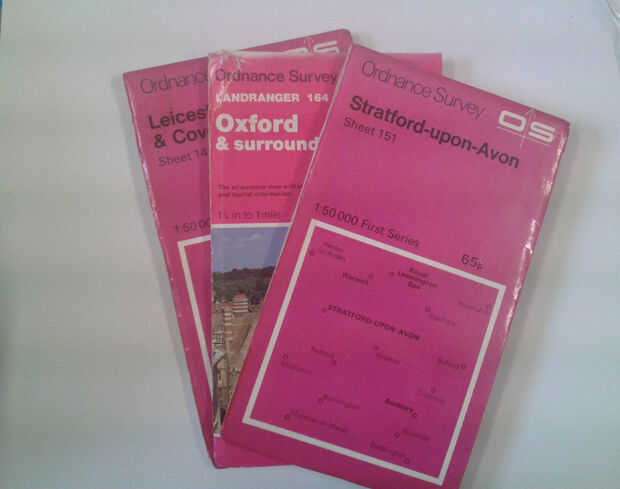 Ordnance
OS
Leicest
& Cove
Sheet 14
1:50 000
Ordnance Survey
LANDRANGER 164
Oxford
& surround
1¼ in to 1 mile
Ordnance Survey
OS
Stratford-upon-Avon
Sheet 151
1:50 000 First Series
65p
Royal
Leamington
Spa
Warwick
STRATFORD-UPON-AVON
Banbury